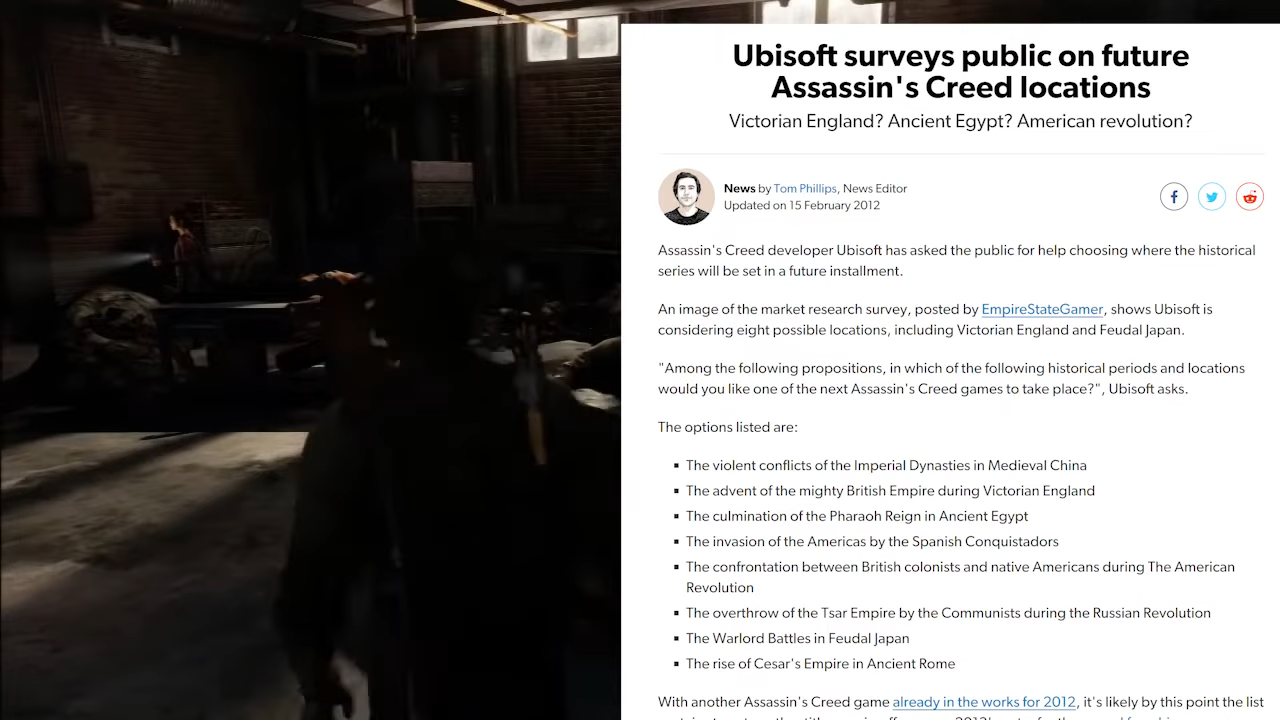 Ubisoft surveys public on future
Assassin's Creed locations
Victorian England? Ancient Egypt? American revolution?
News by Tom Phillips, News Editor
Updated on 15 February 2012
Assassin's Creed developer Ubisoft has asked the public for help choosing where the historical
series will be set in a future installment.
An image of the market research survey, posted by EmpireStateGamer, shows Ubisoft is
considering eight possible locations, including Victorian England and Feudal Japan.
"Among the following propositions, in which of the following historical periods and locations
would you like one of the next Assassin's Creed games to take place?", Ubisoft asks.
The options listed are:
The violent conflicts of the Imperial Dynasties in Medieval China
The advent of the mighty British Empire during Victorian England
The culmination of the Pharaoh Reign in Ancient Egypt
The invasion of the Americas by the Spanish Conquistadors
The confrontation between British colonists and native Americans during The American
Revolution
The overthrow of the Tsar Empire by the Communists during the Russian Revolution
The Warlord Battles in Feudal Japan
The rise of Cesar's Empire in Ancient Rome
With another Assassin's Creed game already in the works for 2012, it's likely by this point the list